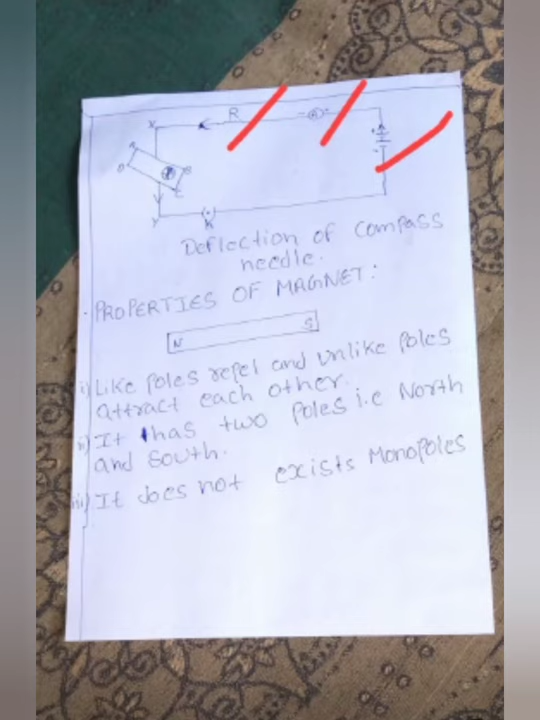 R
- (A) +
X
A
B
D
C
+
-
Y
K
Deflection of compass
needle.
· PROPERTIES OF MAGNET:
N S
i) Like Poles repel and Unlike Poles
attract each other.
ii) It has two Poles i.e North
and South.
iii) It does not exists Monopoles